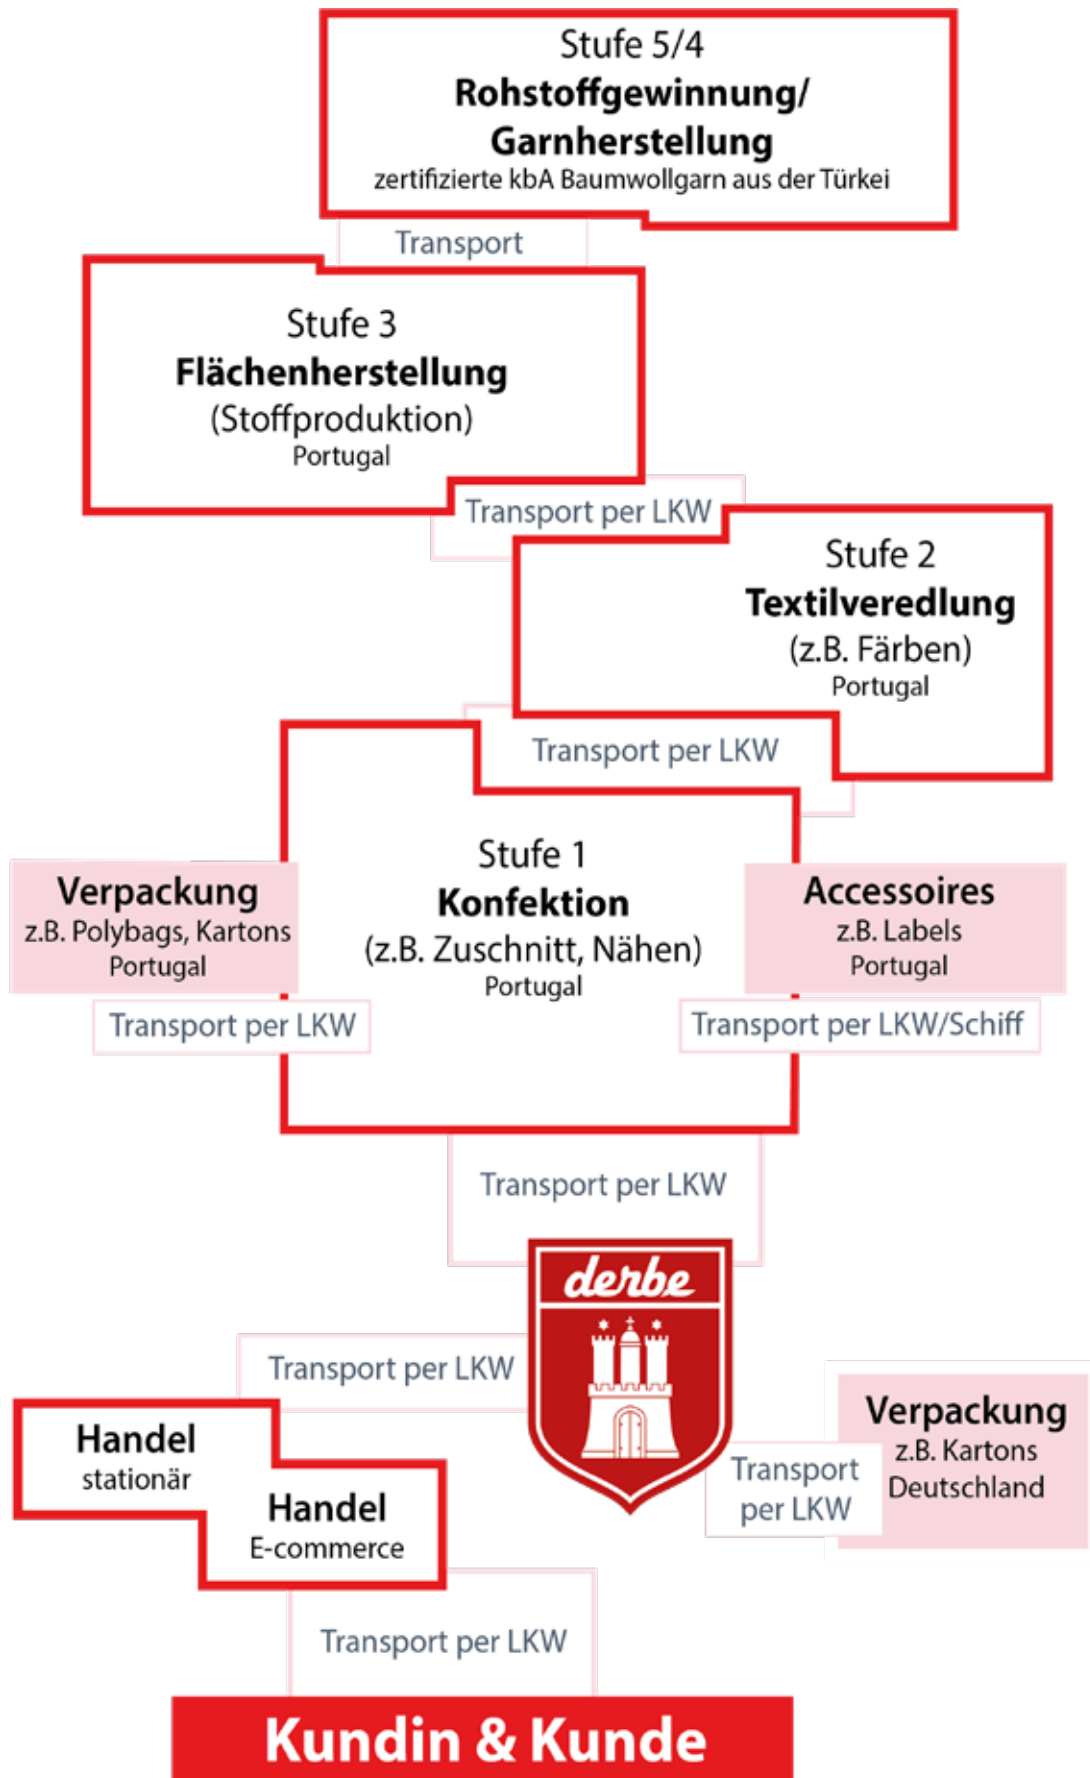 Stufe 5/4
Rohstoffgewinnung/
Garnherstellung
zertifizierte kbA Baumwollgarn aus der Türkei
Transport
Stufe 3
Flächenherstellung
(Stoffproduktion)
Portugal
Transport per LKW
Stufe 2
Textilveredlung
(z.B. Färben)
Portugal
Transport per LKW
Stufe 1
Konfektion
(z.B. Zuschnitt, Nähen)
Portugal
Verpackung
z.B. Polybags, Kartons
Portugal
Transport per LKW
Accessoires
z.B. Labels
Portugal
Transport per LKW/Schiff
Transport per LKW
derbe
Transport per LKW
Handel
stationär
Handel
E-commerce
Verpackung
z.B. Kartons
Deutschland
Transport
per LKW
Transport per LKW
Kundin & Kunde